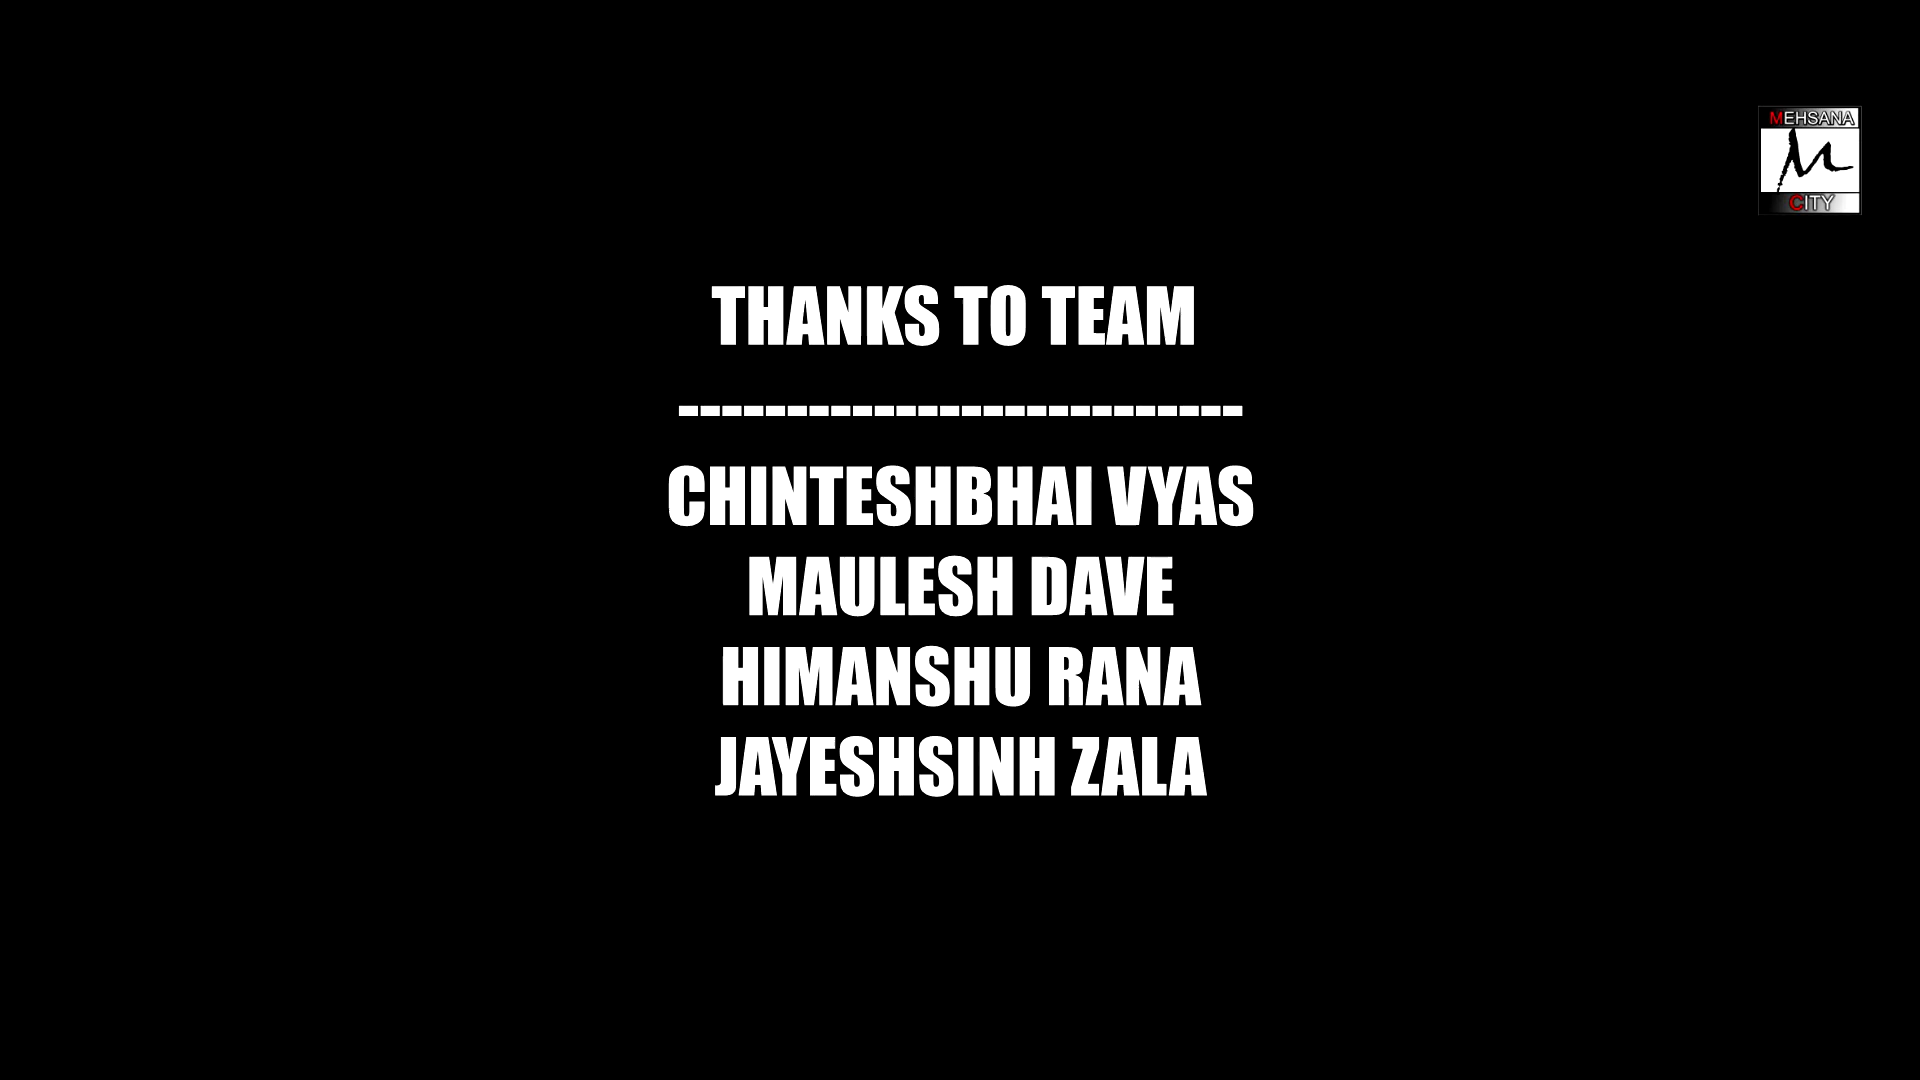 MEHSANA
CITY
THANKS TO TEAM
--------------------------
CHINTESHBHAI VYAS
MAULESH DAVE
HIMANSHU RANA
JAYESHSINH ZALA